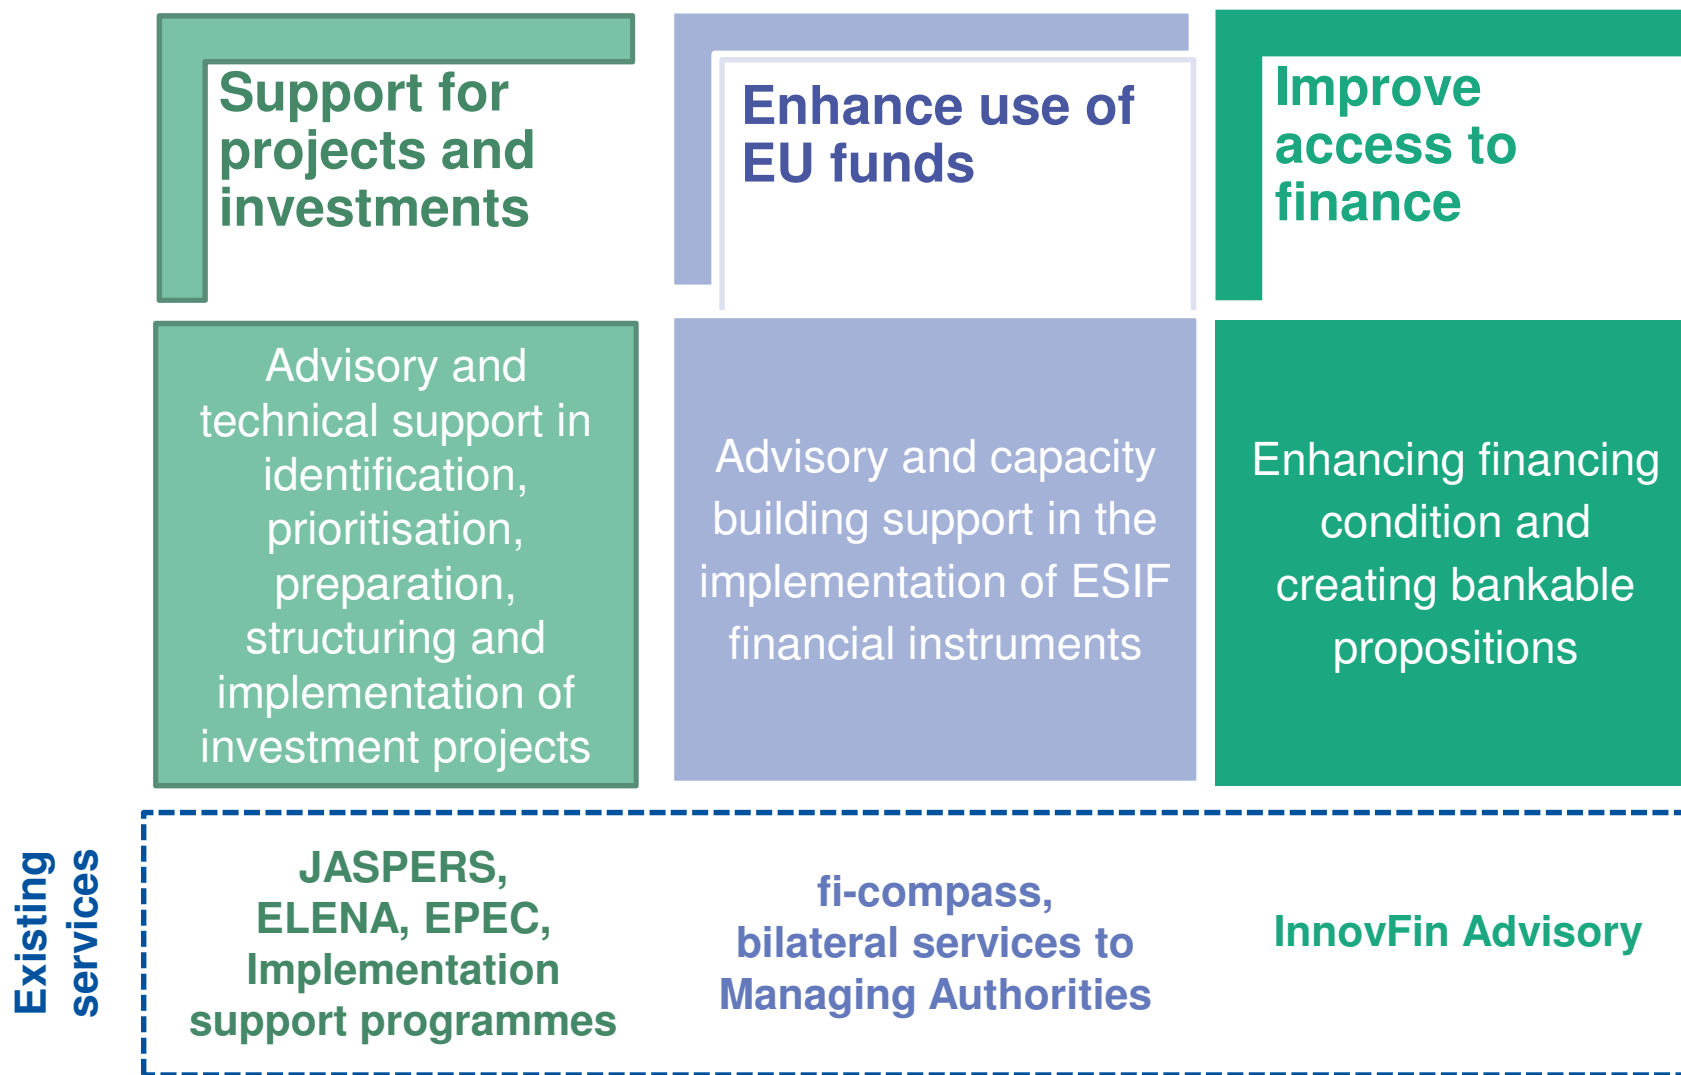 Support for
projects and
investments
Enhance use of
EU funds
Improve
access to
finance
Advisory and
technical support in
identification,
prioritisation,
preparation,
structuring and
implementation of
investment projects
Advisory and capacity
building support in the
implementation of ESIF
financial instruments
Enhancing financing
condition and
creating bankable
propositions
Existing
services
JASPERS,
ELENA, EPEC,
Implementation
support programmes
fi-compass,
bilateral services to
Managing Authorities
InnovFin Advisory